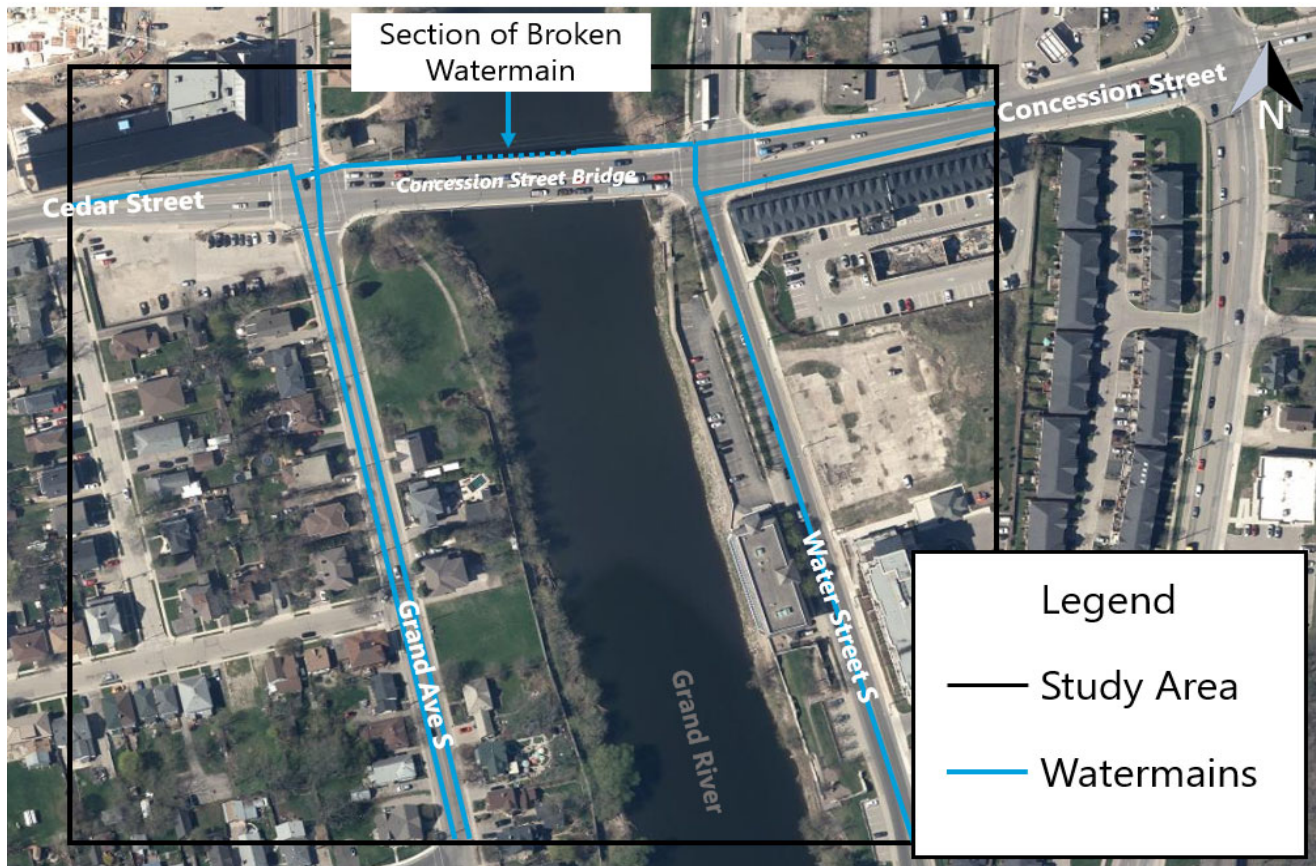 Section of Broken
Watermain
Concession Street
N
Concession Street Bridge
Cedar Street
Grand Ave S
Water Street S
Grand River
Legend
Study Area
Watermains